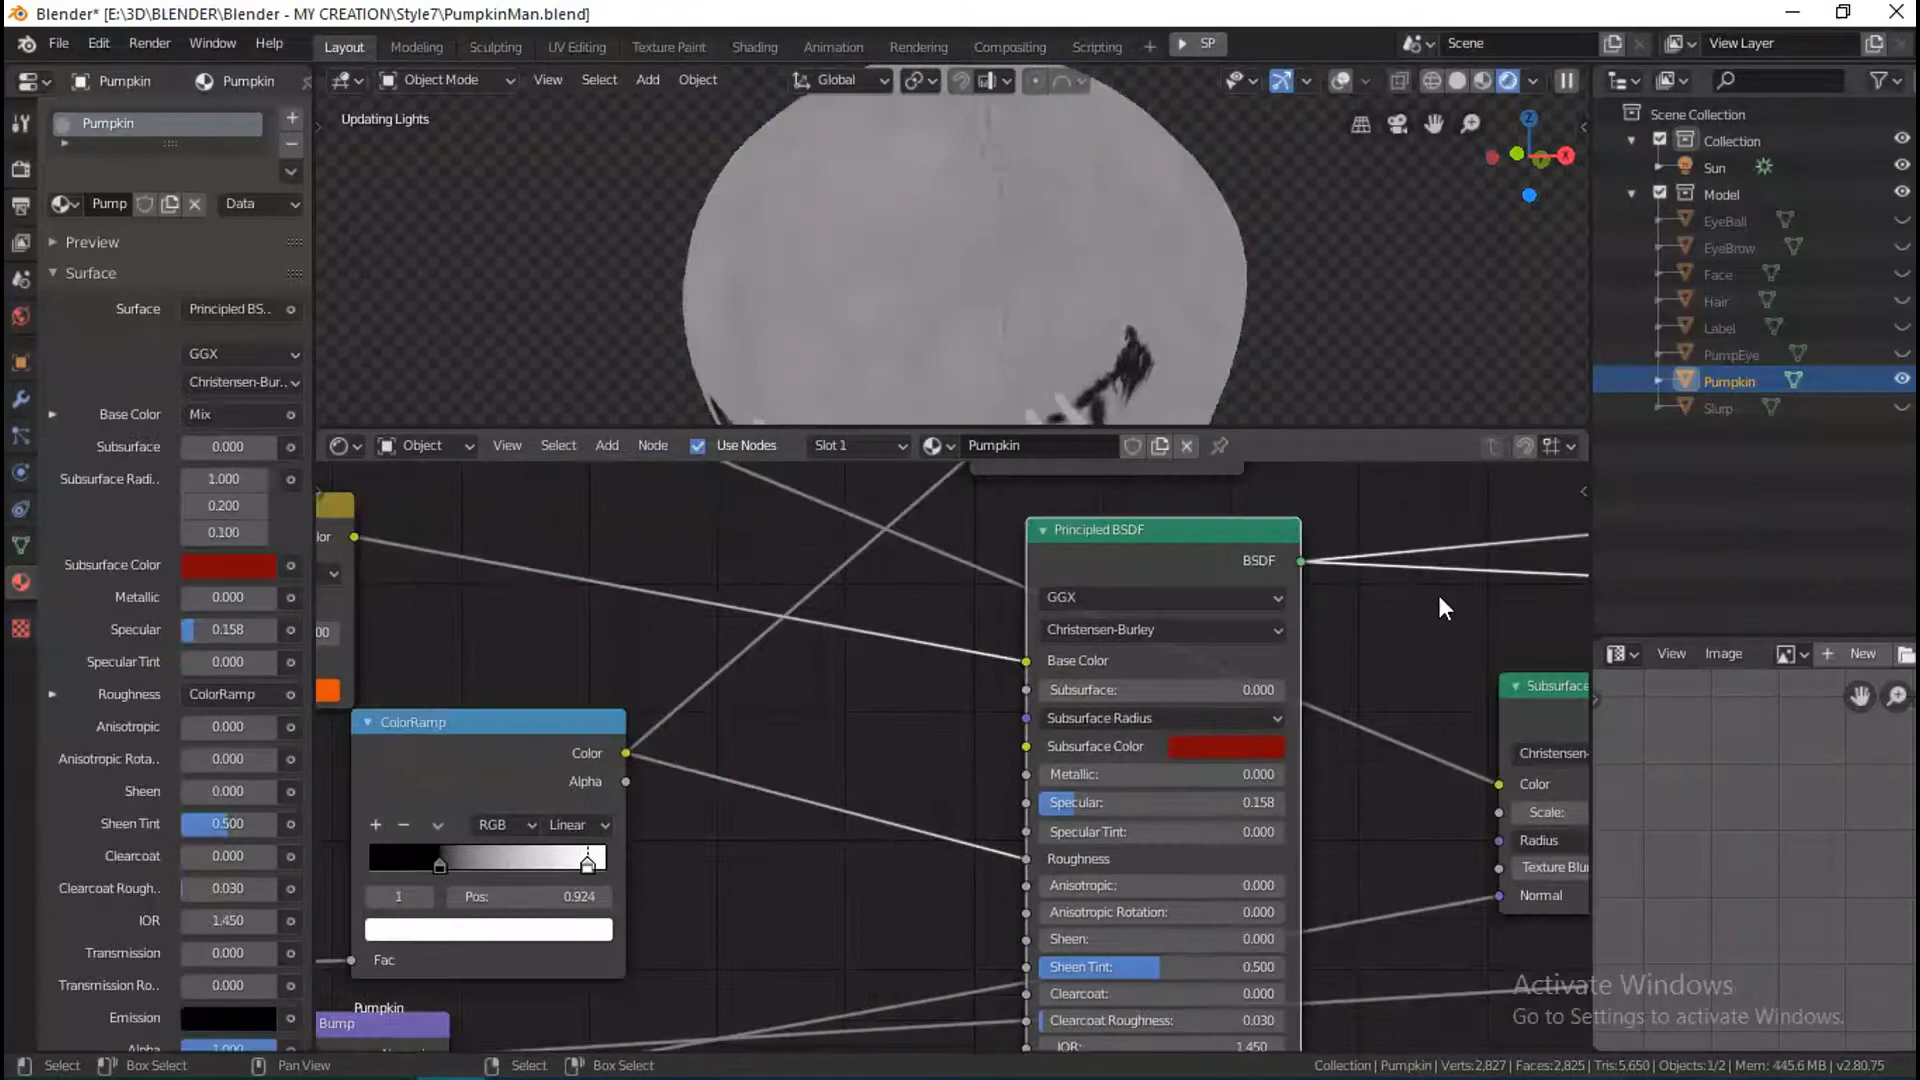 Blender* [E:\3D\BLENDER\Blender - MY CREATION\Style7\PumpkinMan.blend]
File Edit Render Window Help
Layout Modeling Sculpting UV Editing Texture Paint Shading Animation Rendering Compositing Scripting + SP
Scene
View Layer
Pumpkin Pumpkin
Object Mode View Select Add Object
Global
Updating Lights
Pumpkin
Pump
Data
Preview
Surface
Surface Principled BS..
GGX
Christensen-Bur..
Base Color Mix
Subsurface 0.000
Subsurface Radi.. 1.000
0.200
0.100
Subsurface Color
Metallic 0.000
Specular 0.158
Specular Tint 0.000
Roughness ColorRamp
Anisotropic 0.000
Anisotropic Rota.. 0.000
Sheen 0.000
Sheen Tint 0.500
Clearcoat 0.000
Clearcoat Rough.. 0.030
IOR 1.450
Transmission 0.000
Transmission Ro.. 0.000
Emission
Alpha 1.000
Object View Select Add Node Use Nodes Slot 1 Pumpkin
lor
00
ColorRamp
Color
Alpha
+ − RGB Linear
1 Pos: 0.924
Fac
Pumpkin
Bump
Principled BSDF
BSDF
GGX
Christensen-Burley
Base Color
Subsurface: 0.000
Subsurface Radius
Subsurface Color
Metallic: 0.000
Specular: 0.158
Specular Tint: 0.000
Roughness
Anisotropic: 0.000
Anisotropic Rotation: 0.000
Sheen: 0.000
Sheen Tint: 0.500
Clearcoat: 0.000
Clearcoat Roughness: 0.030
IOR: 1.450
Subsurface
Christensen-
Color
Scale:
Radius
Texture Blu
Normal
Z
X
Scene Collection
Collection
Sun
Model
EyeBall
EyeBrow
Face
Hair
Label
PumpEye
Pumpkin
Slurp
View Image + New
Activate Windows
Go to Settings to activate Windows.
Select Box Select Pan View Select Box Select
Collection | Pumpkin | Verts:2,827 | Faces:2,825 | Tris:5,650 | Objects:1/2 | Mem: 445.6 MB | v2.80.75